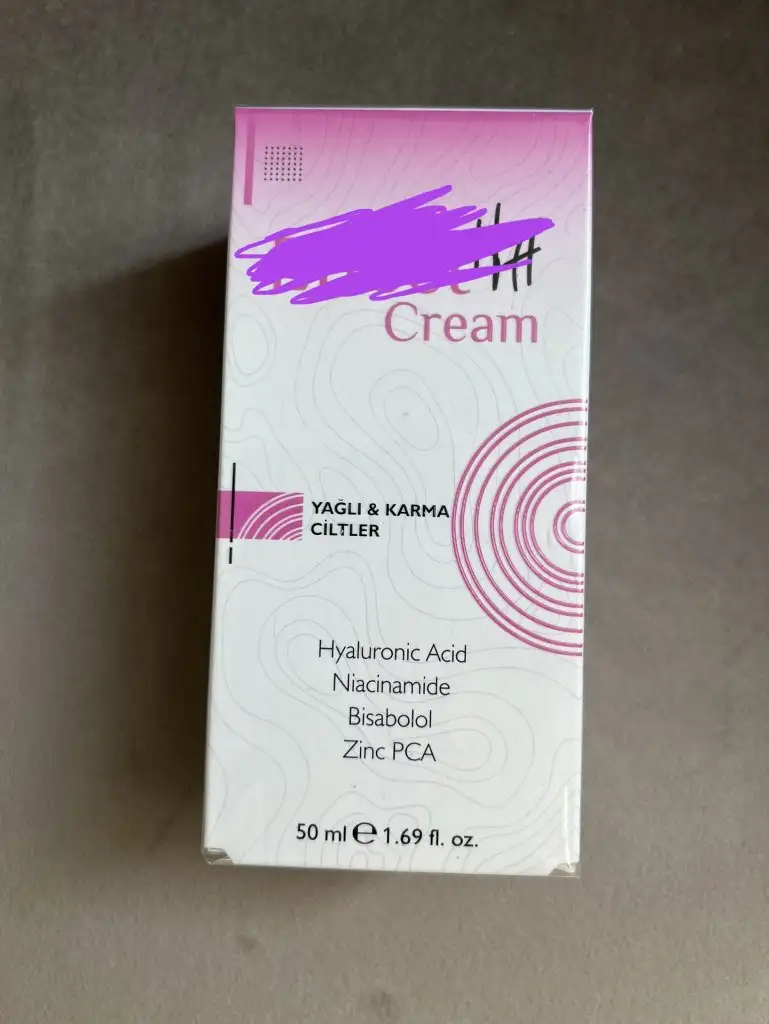 Cream
YAĞLI & KARMA
CİLTLER
Hyaluronic Acid
Niacinamide
Bisabolol
Zinc PCA
50 ml ℮ 1.69 fl. oz.